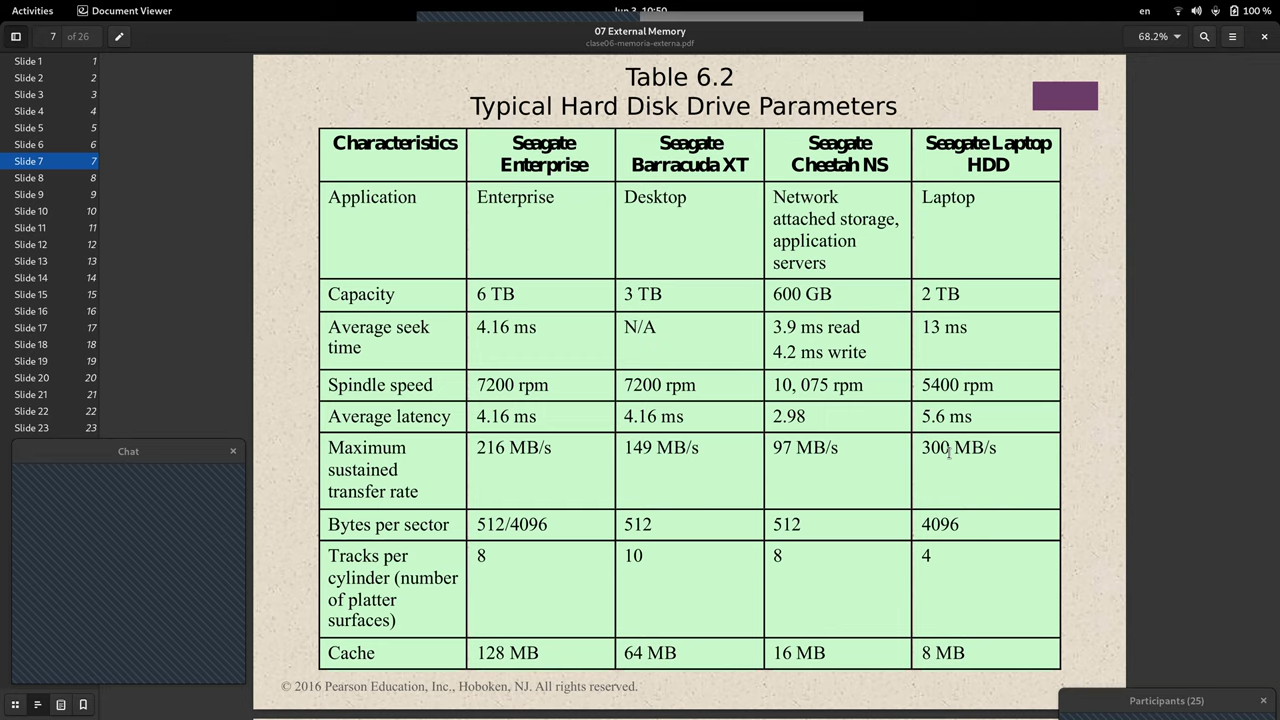 Activities
Document Viewer
Jun 3, 10:50
en
100 %
7 of 26
07 External Memory
clase06-memoria-externa.pdf
68.2%
Slide 1 1
Slide 2 2
Slide 3 3
Slide 4 4
Slide 5 5
Slide 6 6
Slide 7 7
Slide 8 8
Slide 9 9
Slide 10 10
Slide 11 11
Slide 12 12
Slide 13 13
Slide 14 14
Slide 15 15
Slide 16 16
Slide 17 17
Slide 18 18
Slide 19 19
Slide 20 20
Slide 21 21
Slide 22 22
Slide 23 23
Chat
Table 6.2
Typical Hard Disk Drive Parameters
Characteristics
Seagate
Enterprise
Seagate
Barracuda XT
Seagate
Cheetah NS
Seagate Laptop
HDD
Application
Enterprise
Desktop
Network
attached storage,
application
servers
Laptop
Capacity
6 TB
3 TB
600 GB
2 TB
Average seek
time
4.16 ms
N/A
3.9 ms read
4.2 ms write
13 ms
Spindle speed
7200 rpm
7200 rpm
10, 075 rpm
5400 rpm
Average latency
4.16 ms
4.16 ms
2.98
5.6 ms
Maximum
sustained
transfer rate
216 MB/s
149 MB/s
97 MB/s
300 MB/s
Bytes per sector
512/4096
512
512
4096
Tracks per
cylinder (number
of platter
surfaces)
8
10
8
4
Cache
128 MB
64 MB
16 MB
8 MB
© 2016 Pearson Education, Inc., Hoboken, NJ. All rights reserved.
Participants (25)